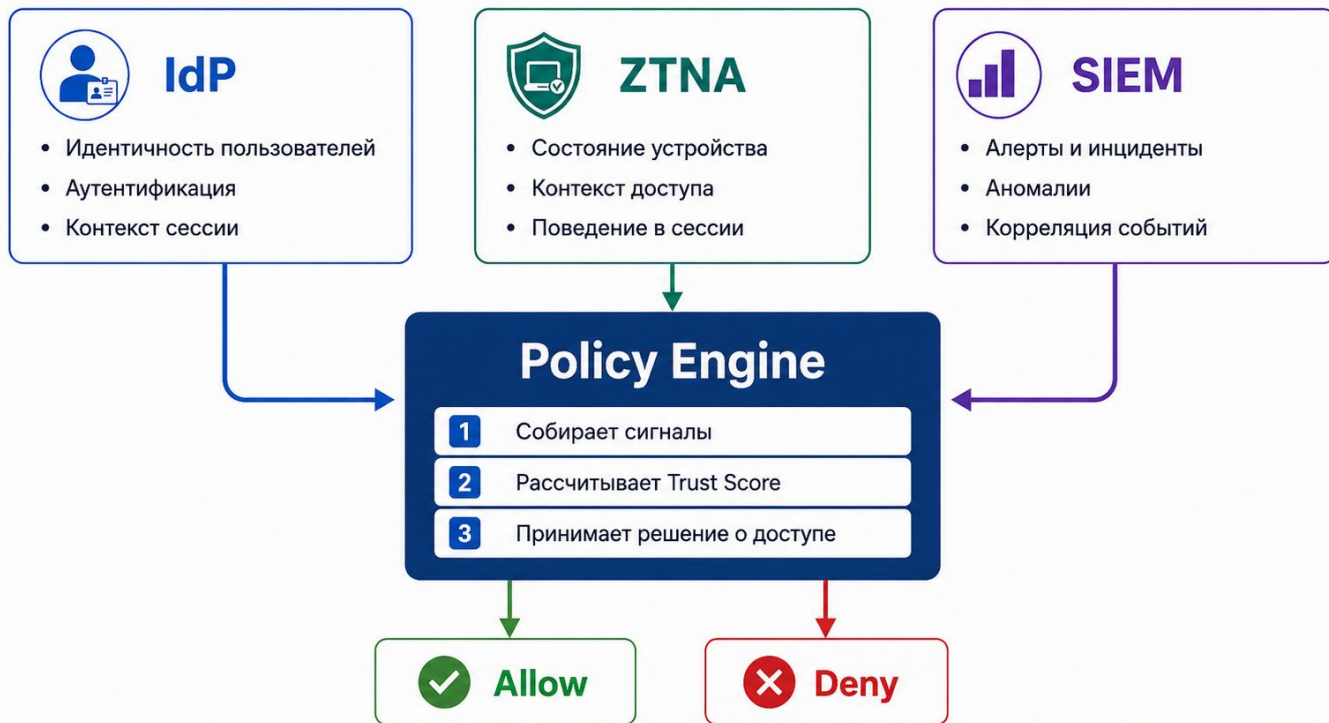 IdP
• Идентичность пользователей
• Аутентификация
• Контекст сессии
ZTNA
• Состояние устройства
• Контекст доступа
• Поведение в сессии
SIEM
• Алерты и инциденты
• Аномалии
• Корреляция событий
Policy Engine
1 Собирает сигналы
2 Рассчитывает Trust Score
3 Принимает решение о доступе
Allow
Deny